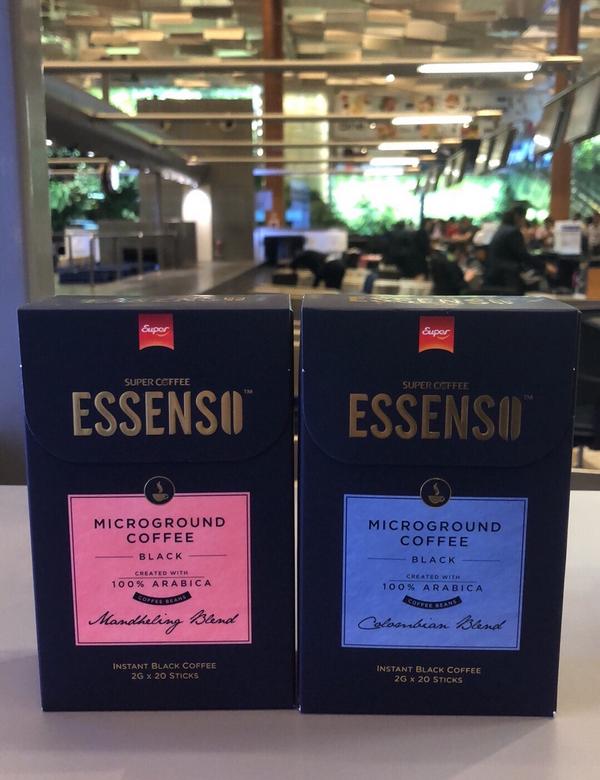 Super
SUPER COFFEE
ESSENSO™
MICROGROUND
COFFEE
BLACK
CREATED WITH
100% ARABICA
COFFEE BEANS
Mandheling Blend
INSTANT BLACK COFFEE
2G x 20 STICKS
Super
SUPER COFFEE
ESSENSO™
MICROGROUND
COFFEE
BLACK
CREATED WITH
100% ARABICA
COFFEE BEANS
Colombian Blend
INSTANT BLACK COFFEE
2G x 20 STICKS